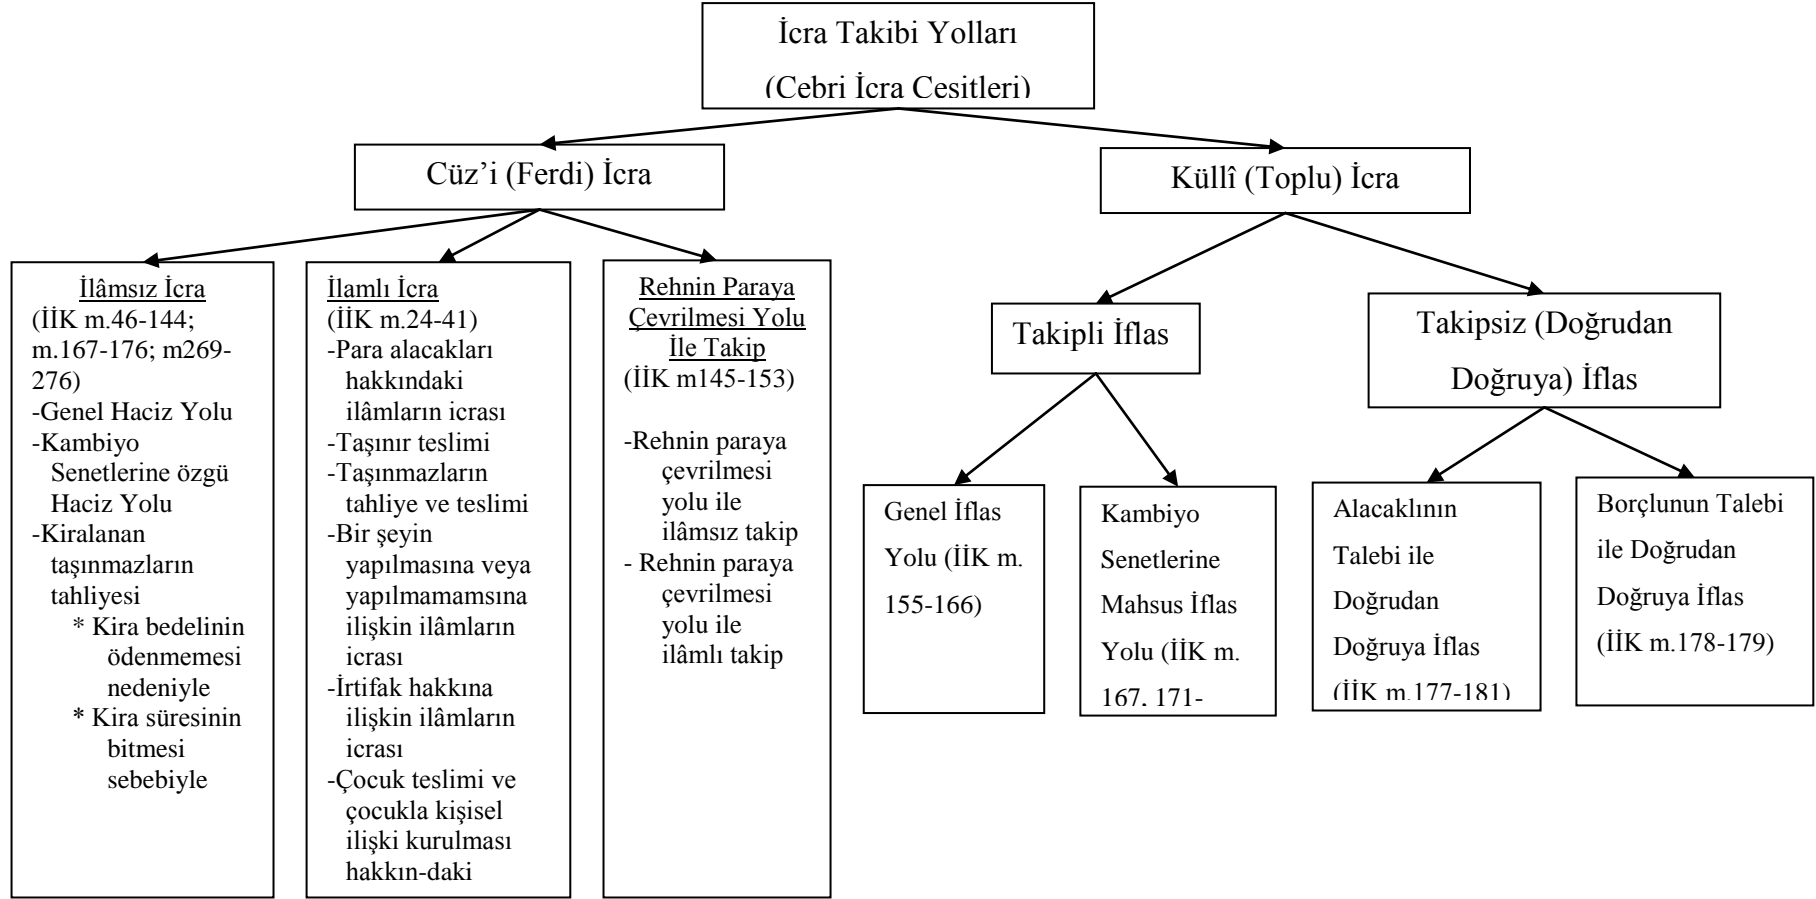 İcra Takibi Yolları
(Cebri İcra Cesitleri)
Cüz’i (Ferdi) İcra
Küllî (Toplu) İcra
İlâmsız İcra
(İİK m.46-144;
m.167-176; m269-
276)
-Genel Haciz Yolu
-Kambiyo
Senetlerine özgü
Haciz Yolu
-Kiralanan
taşınmazların
tahliyesi
* Kira bedelinin
ödenmemesi
nedeniyle
* Kira süresinin
bitmesi
sebebiyle
İlamlı İcra
(İİK m.24-41)
-Para alacakları
hakkındaki
ilâmların icrası
-Taşınır teslimi
-Taşınmazların
tahliye ve teslimi
-Bir şeyin
yapılmasına veya
yapılmamamsına
ilişkin ilâmların
icrası
-İrtifak hakkına
ilişkin ilâmların
icrası
-Çocuk teslimi ve
çocukla kişisel
ilişki kurulması
hakkın-daki
Rehnin Paraya
Çevrilmesi Yolu
İle Takip
(İİK m145-153)
-Rehnin paraya
çevrilmesi
yolu ile
ilâmsız takip
- Rehnin paraya
çevrilmesi
yolu ile
ilâmlı takip
Takipli İflas
Takipsiz (Doğrudan
Doğruya) İflas
Genel İflas
Yolu (İİK m.
155-166)
Kambiyo
Senetlerine
Mahsus İflas
Yolu (İİK m.
167, 171-
Alacaklının
Talebi ile
Doğrudan
Doğruya İflas
(İİK m.177-181)
Borçlunun Talebi
ile Doğrudan
Doğruya İflas
(İİK m.178-179)